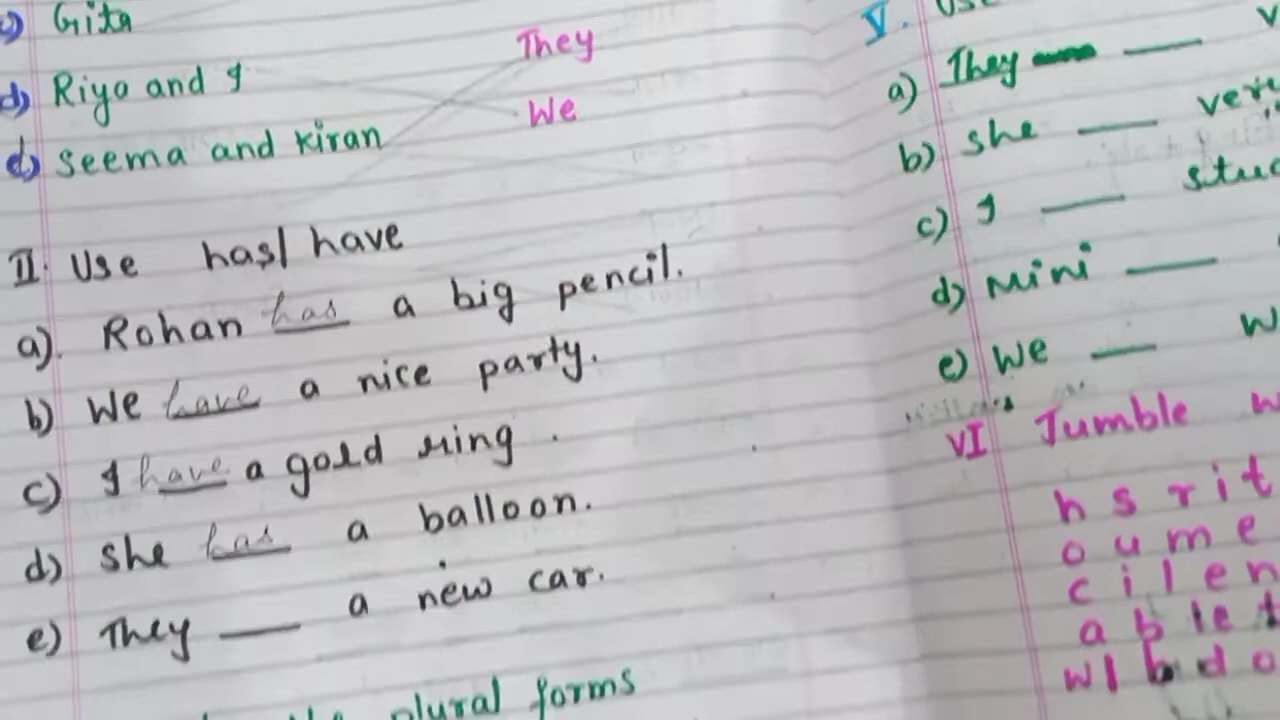 c) Gita
d) Riya and I
They
We
d) Seema and Kiran
II. Use has/have
a). Rohan has a big pencil.
b) We have a nice party.
c) I have a gold ring.
d) she has a balloon.
e) They ___ a new car.
plural forms
V.
a) They ___
b) she ___
c) I ___
d) Mini ___
e) We ___
VI Jumble
h s r i t
o u m e
c i l e n
a b l e t
w l b d o